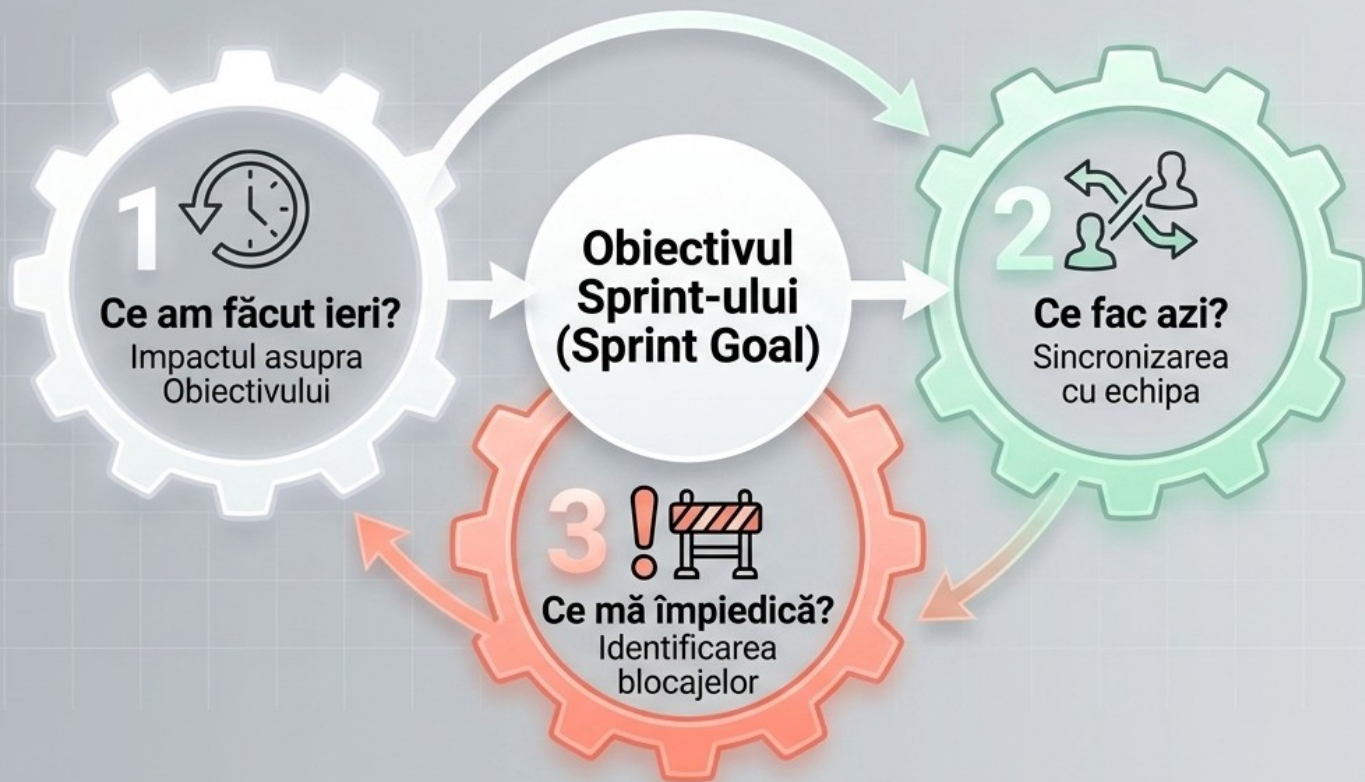 1
Ce am făcut ieri?
Impactul asupra
Obiectivului
Obiectivul
Sprint-ului
(Sprint Goal)
2
Ce fac azi?
Sincronizarea
cu echipa
3
Ce mă împiedică?
Identificarea
blocajelor